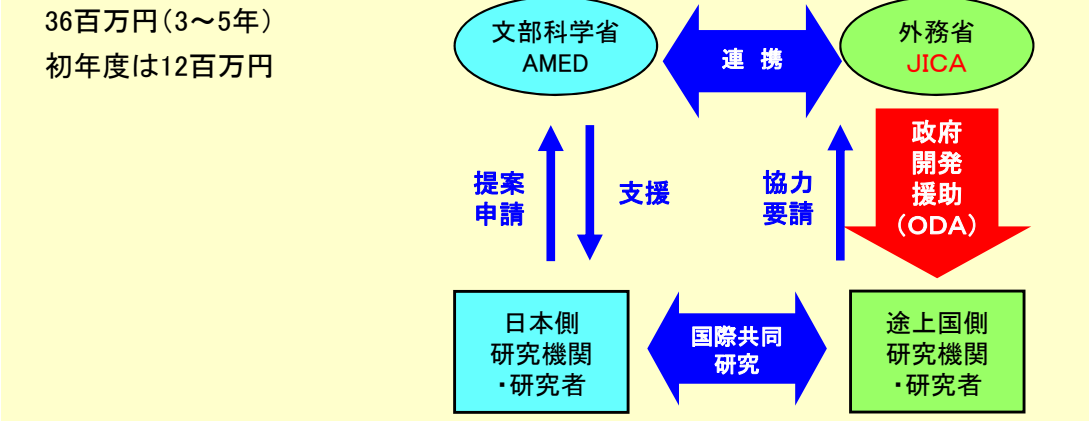 36百万円（3～5年）
初年度は12百万円
文部科学省
AMED
連 携
外務省
JICA
提案
申請
支援
協力
要請
政府
開発
援助
（ODA）
日本側
研究機関
・研究者
国際共同
研究
途上国側
研究機関
・研究者